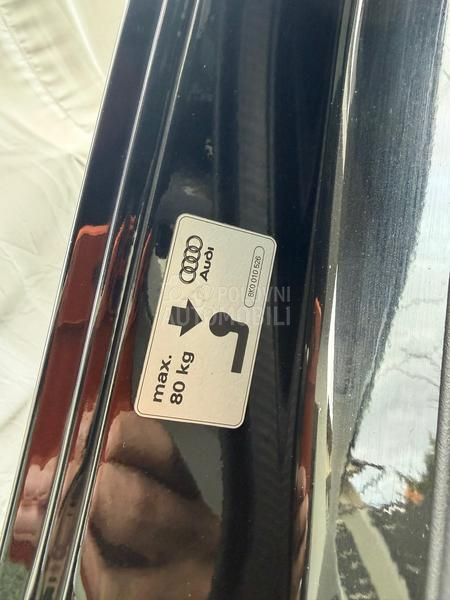 Audi
8K0 010 526
max.
80 kg
POLOVNI
AUTOMOBILI